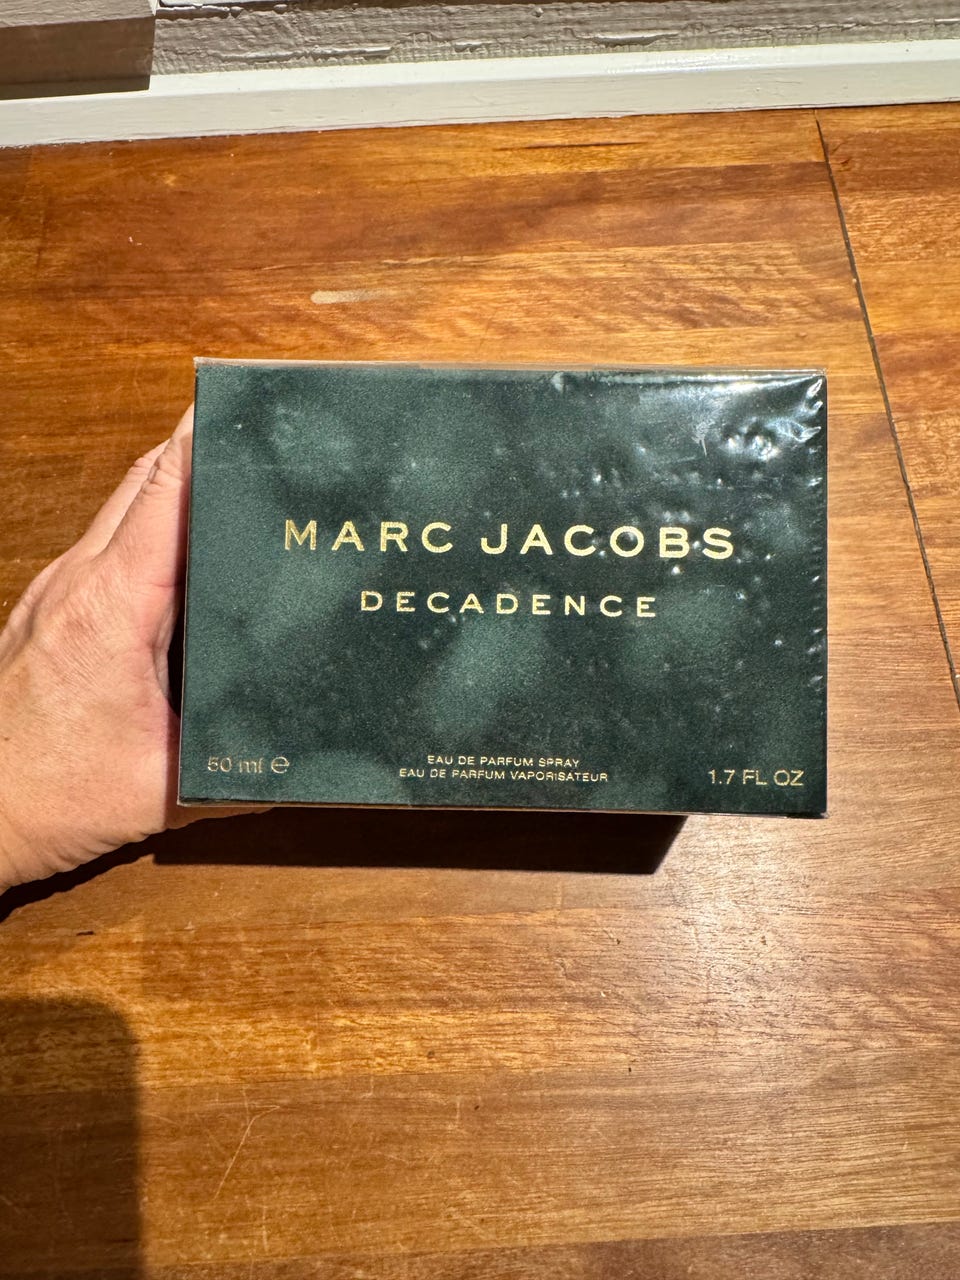 MARC JACOBS
DECADENCE
50 ml ℮
EAU DE PARFUM SPRAY
EAU DE PARFUM VAPORISATEUR
1.7 FL OZ